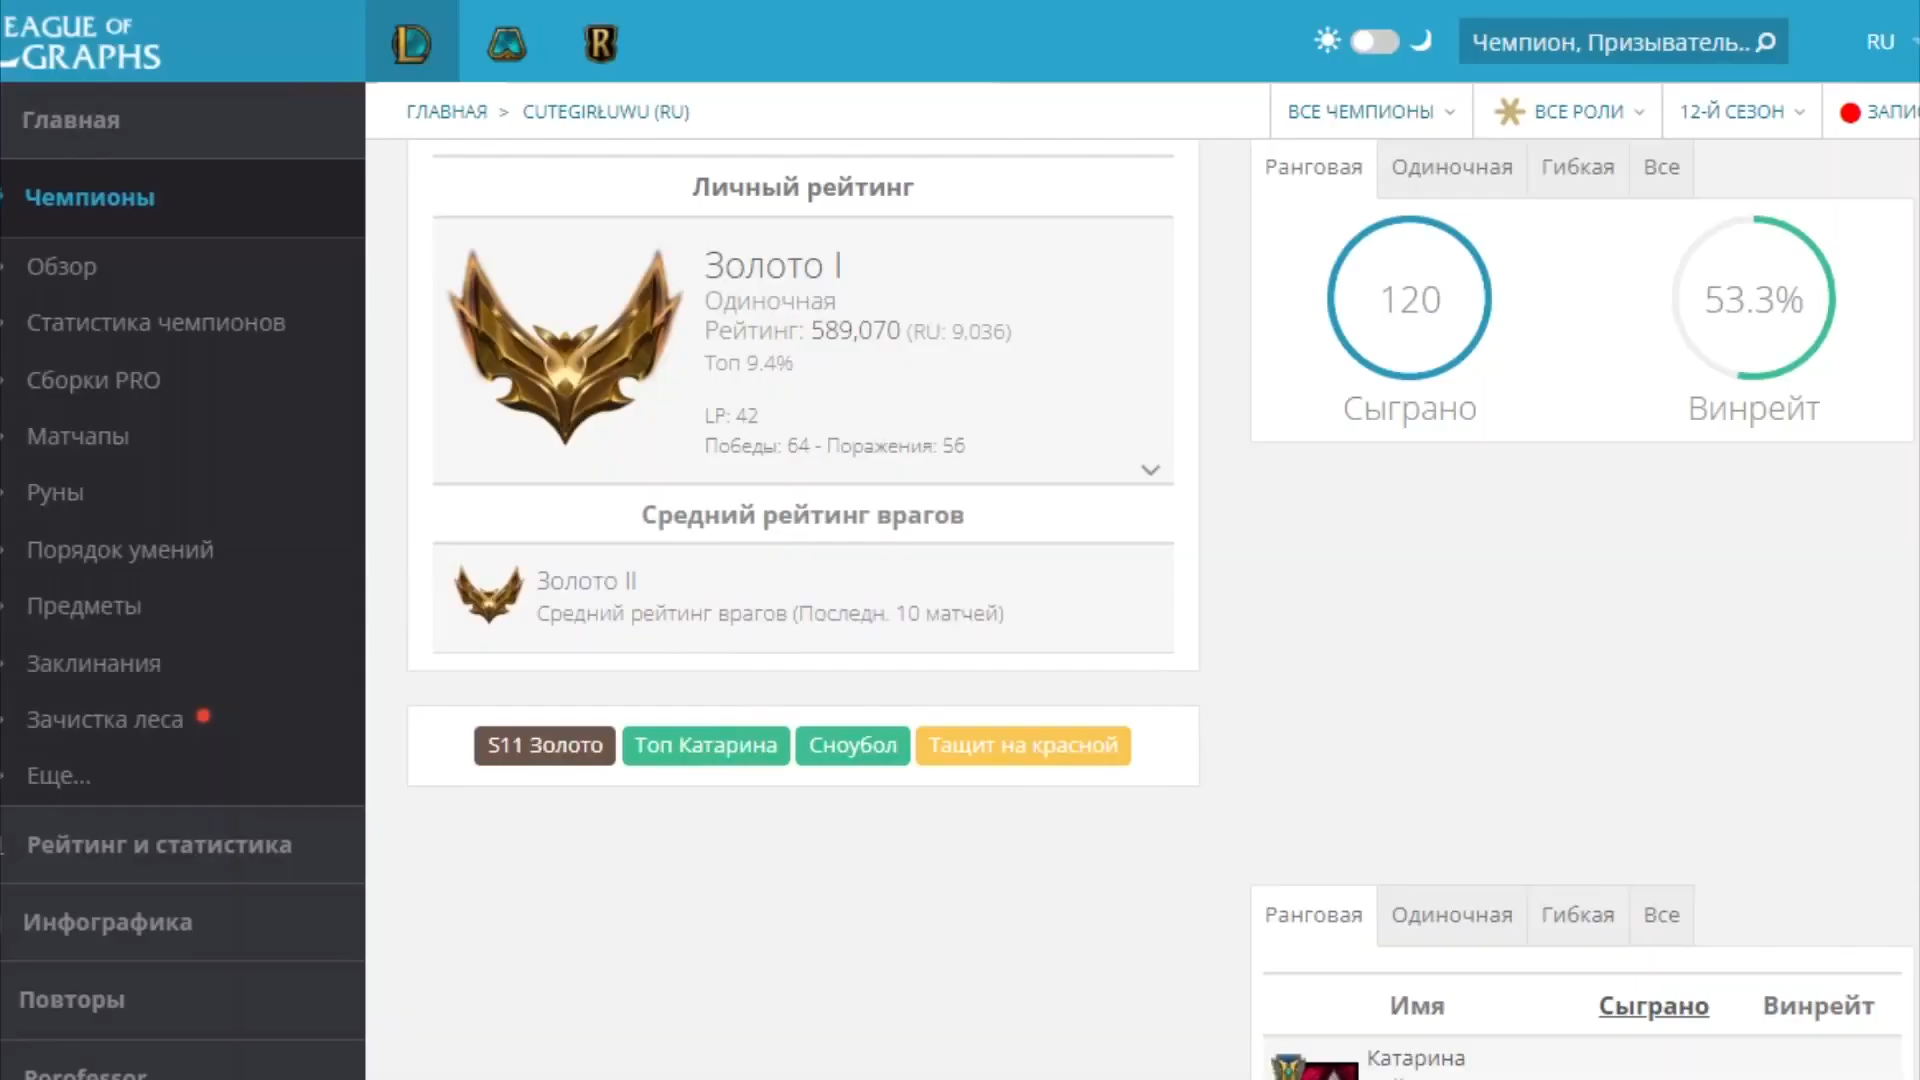 EAGUE OF
GRAPHS
Чемпион, Призыватель..
RU
Главная
Чемпионы
Обзор
Статистика чемпионов
Сборки PRO
Матчапы
Руны
Порядок умений
Предметы
Заклинания
Зачистка леса
Еще...
Рейтинг и статистика
Инфографика
Повторы
Porofessor
ГЛАВНАЯ > CUTEGIRŁUWU (RU)
ВСЕ ЧЕМПИОНЫ
ВСЕ РОЛИ
12-Й СЕЗОН
ЗАПИС
Личный рейтинг
Золото I
Одиночная
Рейтинг: 589,070 (RU: 9,036)
Топ 9.4%
LP: 42
Победы: 64 - Поражения: 56
Средний рейтинг врагов
Золото II
Средний рейтинг врагов (Последн. 10 матчей)
S11 Золото
Топ Катарина
Сноубол
Тащит на красной
Ранговая
Одиночная
Гибкая
Все
120
Сыграно
53.3%
Винрейт
Ранговая
Одиночная
Гибкая
Все
Имя
Сыграно
Винрейт
Катарина